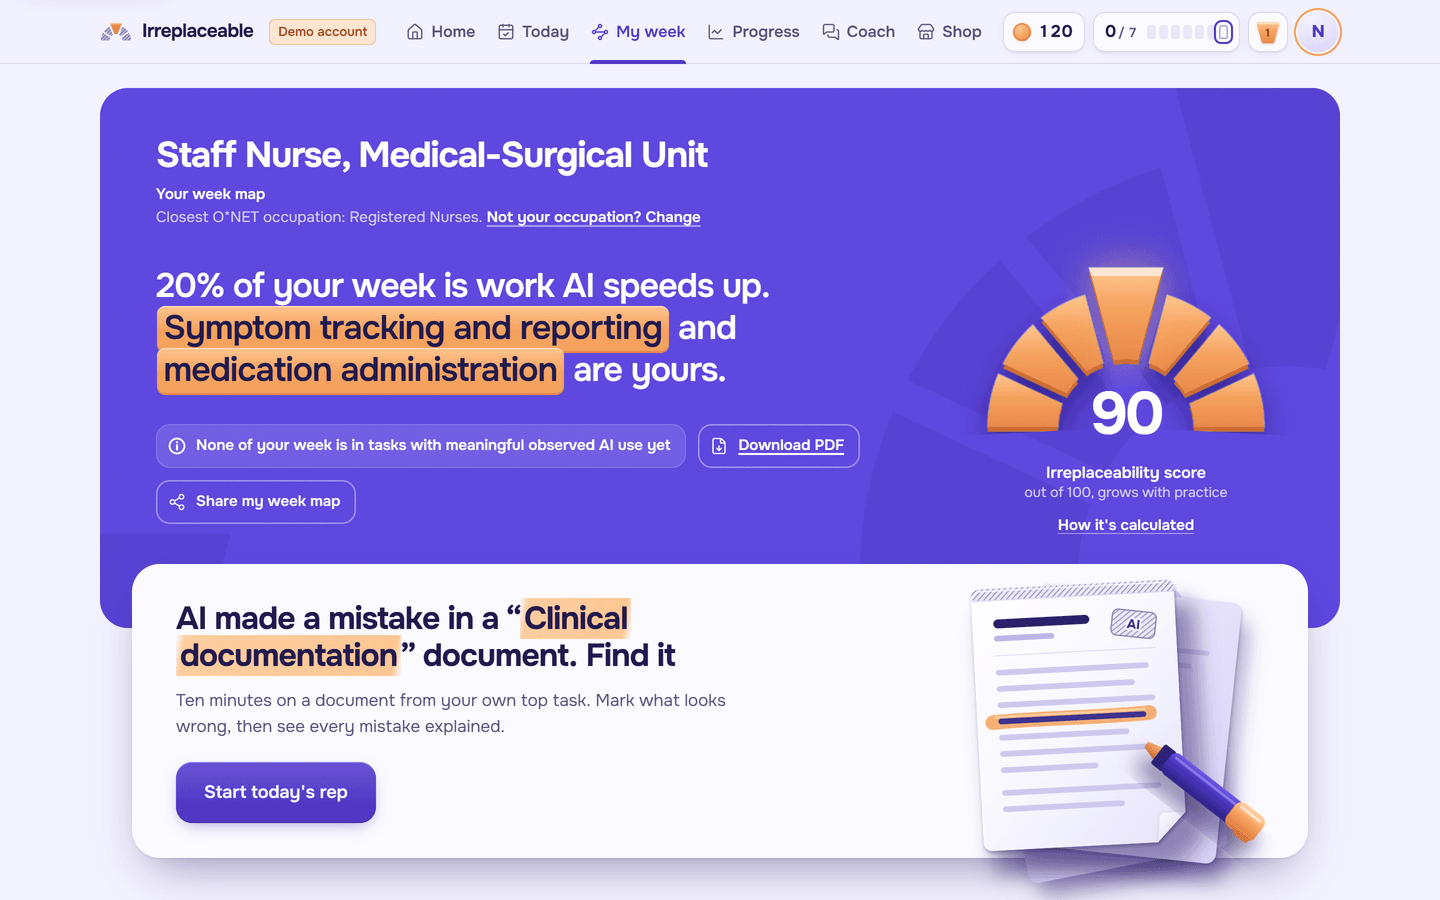 Irreplaceable
Demo account
Home
Today
My week
Progress
Coach
Shop
120
0 / 7
1
N
Staff Nurse, Medical-Surgical Unit
Your week map
Closest O*NET occupation: Registered Nurses. Not your occupation? Change
20% of your week is work AI speeds up.
Symptom tracking and reporting and
medication administration are yours.
None of your week is in tasks with meaningful observed AI use yet
Download PDF
Share my week map
90
Irreplaceability score
out of 100, grows with practice
How it's calculated
AI made a mistake in a “Clinical
documentation” document. Find it
Ten minutes on a document from your own top task. Mark what looks
wrong, then see every mistake explained.
Start today's rep
AI